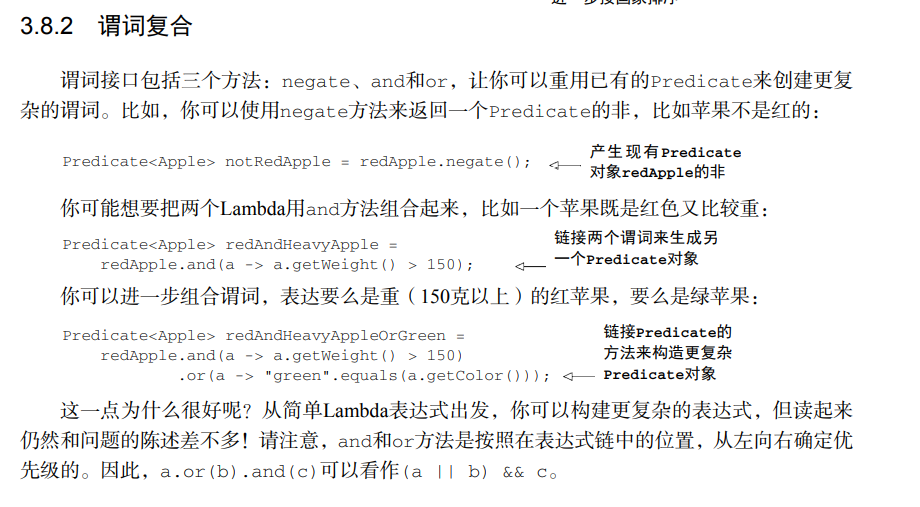 3.8.2 谓词复合
谓词接口包括三个方法：negate、and和or，让你可以重用已有的Predicate来创建更复
杂的谓词。比如，你可以使用negate方法来返回一个Predicate的非，比如苹果不是红的：
Predicate<Apple> notRedApple = redApple.negate();
产生现有Predicate
对象redApple的非
你可能想要把两个Lambda用and方法组合起来，比如一个苹果既是红色又比较重：
Predicate<Apple> redAndHeavyApple =
redApple.and(a -> a.getWeight() > 150);
链接两个谓词来生成另
一个Predicate对象
你可以进一步组合谓词，表达要么是重（150克以上）的红苹果，要么是绿苹果：
Predicate<Apple> redAndHeavyAppleOrGreen =
redApple.and(a -> a.getWeight() > 150)
.or(a -> "green".equals(a.getColor()));
链接Predicate的
方法来构造更复杂
Predicate对象
这一点为什么很好呢？从简单Lambda表达式出发，你可以构建更复杂的表达式，但读起来
仍然和问题的陈述差不多！请注意，and和or方法是按照在表达式链中的位置，从左向右确定优
先级的。因此，a.or(b).and(c)可以看作(a || b) && c。